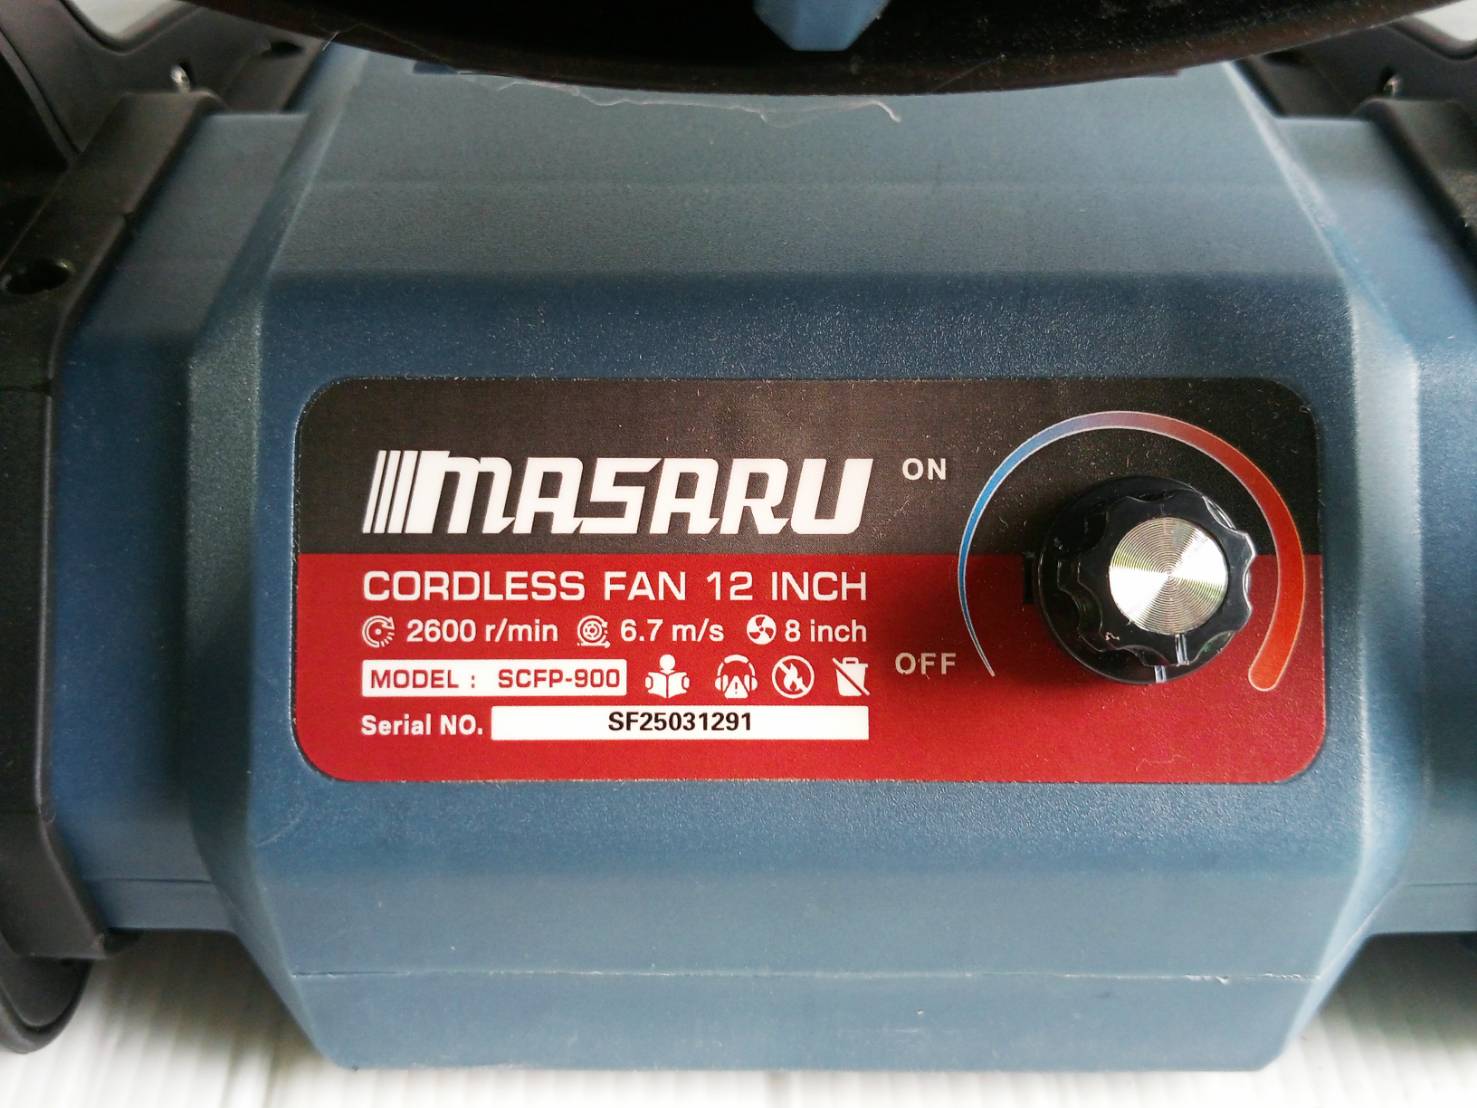 MASARU
ON
CORDLESS FAN 12 INCH
2600 r/min 6.7 m/s 8 inch
OFF
MODEL : SCFP-900
Serial NO. SF25031291